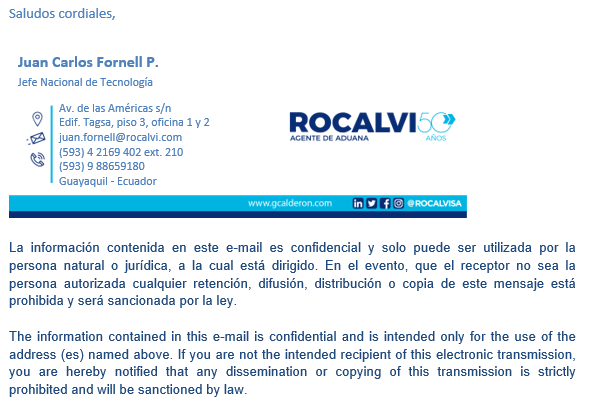 Saludos cordiales,
Juan Carlos Fornell P.
Jefe Nacional de Tecnología
Av. de las Américas s/n
Edif. Tagsa, piso 3, oficina 1 y 2
juan.fornell@rocalvi.com
(593) 4 2169 402 ext. 210
(593) 9 88659180
Guayaquil - Ecuador
ROCALVI 50
AGENTE DE ADUANA AÑOS
www.gcalderon.com @ROCALVISA
La información contenida en este e-mail es confidencial y solo puede ser utilizada por la
persona natural o jurídica, a la cual está dirigido. En el evento, que el receptor no sea la
persona autorizada cualquier retención, difusión, distribución o copia de este mensaje está
prohibida y será sancionada por la ley.
The information contained in this e-mail is confidential and is intended only for the use of the
address (es) named above. If you are not the intended recipient of this electronic transmission,
you are hereby notified that any dissemination or copying of this transmission is strictly
prohibited and will be sanctioned by law.